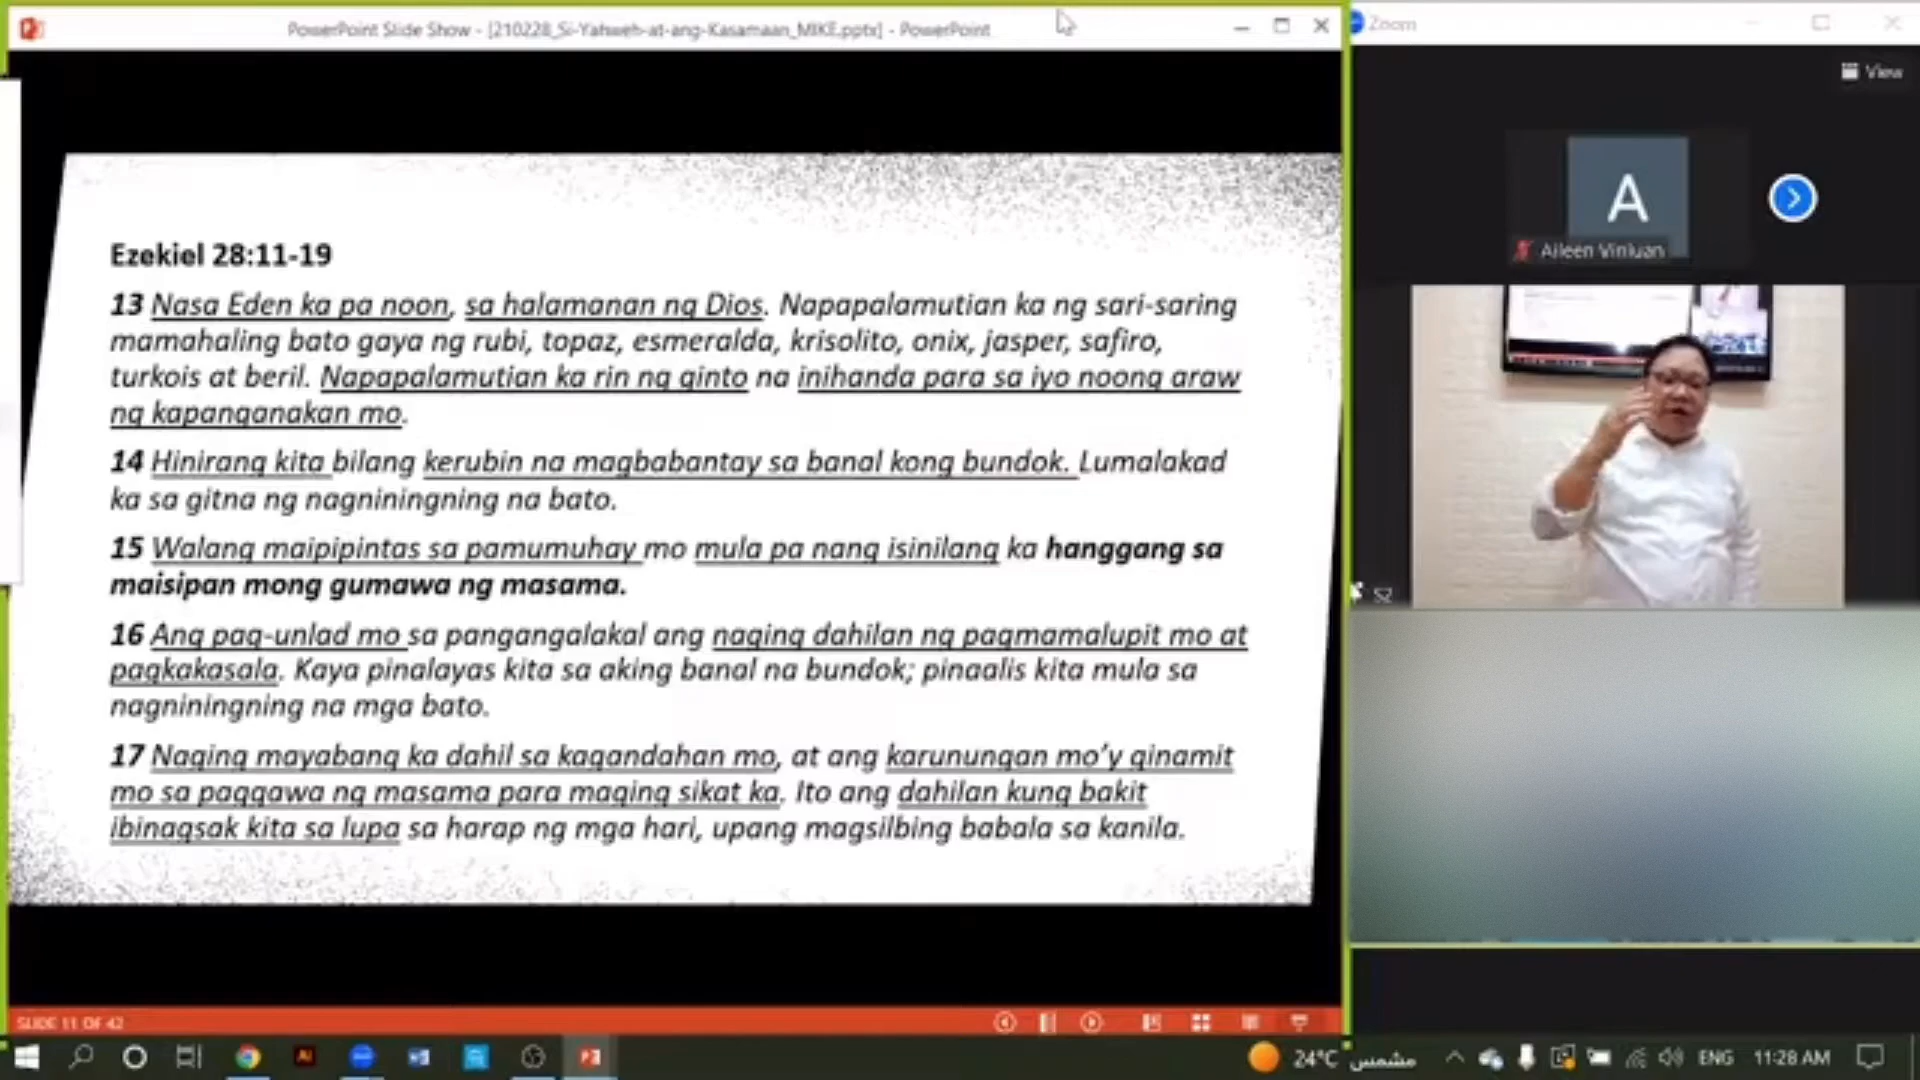 PowerPoint Slide Show - [210228_Si-Yahweh-at-ang-Kasamaan_MIKE.pptx] - PowerPoint
Zoom
View
A
Aileen Vinluan
Ezekiel 28:11-19
13 Nasa Eden ka pa noon, sa halamanan ng Dios. Napapalamutian ka ng sari-saring
mamahaling bato gaya ng rubi, topaz, esmeralda, krisolito, onix, jasper, safiro,
turkois at beril. Napapalamutian ka rin ng ginto na inihanda para sa iyo noong araw
ng kapanganakan mo.
14 Hinirang kita bilang kerubin na magbabantay sa banal kong bundok. Lumalakad
ka sa gitna ng nagniningning na bato.
15 Walang maipipintas sa pamumuhay mo mula pa nang isinilang ka hanggang sa
maisipan mong gumawa ng masama.
16 Ang pag-unlad mo sa pangangalakal ang naging dahilan ng pagmamalupit mo at
pagkakasala. Kaya pinalayas kita sa aking banal na bundok; pinaalis kita mula sa
nagniningning na mga bato.
17 Naging mayabang ka dahil sa kagandahan mo, at ang karunungan mo'y ginamit
mo sa paggawa ng masama para maging sikat ka. Ito ang dahilan kung bakit
ibinagsak kita sa lupa sa harap ng mga hari, upang magsilbing babala sa kanila.
SLIDE 11 OF 42
Ai
24°C مشمس
ENG
11:28 AM